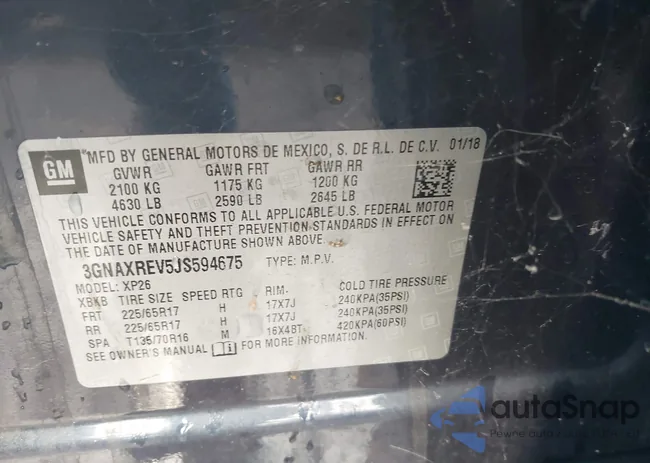 GM
MFD BY GENERAL MOTORS DE MEXICO, S. DE R.L. DE C.V. 01/18
GVWR GAWR FRT GAWR RR
2100 KG 1175 KG 1200 KG
4630 LB 2590 LB 2645 LB
THIS VEHICLE CONFORMS TO ALL APPLICABLE U.S. FEDERAL MOTOR
VEHICLE SAFETY AND THEFT PREVENTION STANDARDS IN EFFECT ON
THE DATE OF MANUFACTURE SHOWN ABOVE.
3GNAXREV5JS594675 TYPE: M.P.V.
MODEL: XP26
XBKB TIRE SIZE SPEED RTG RIM. COLD TIRE PRESSURE
FRT 225/65R17 H 17X7J 240KPA(35PSI)
RR 225/65R17 H 17X7J 240KPA(35PSI)
SPA T135/70R16 M 16X4BT 420KPA(60PSI)
SEE OWNER'S MANUAL FOR MORE INFORMATION.
autoSnap